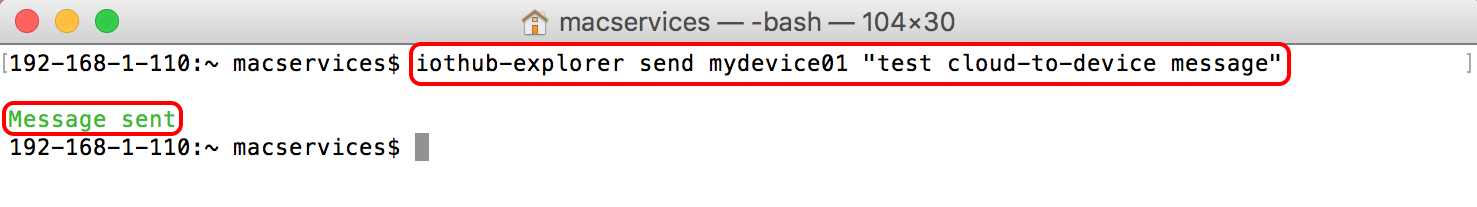 macservices — -bash — 104×30
[192-168-1-110:~ macservices$ iothub-explorer send mydevice01 "test cloud-to-device message" ]
Message sent
192-168-1-110:~ macservices$